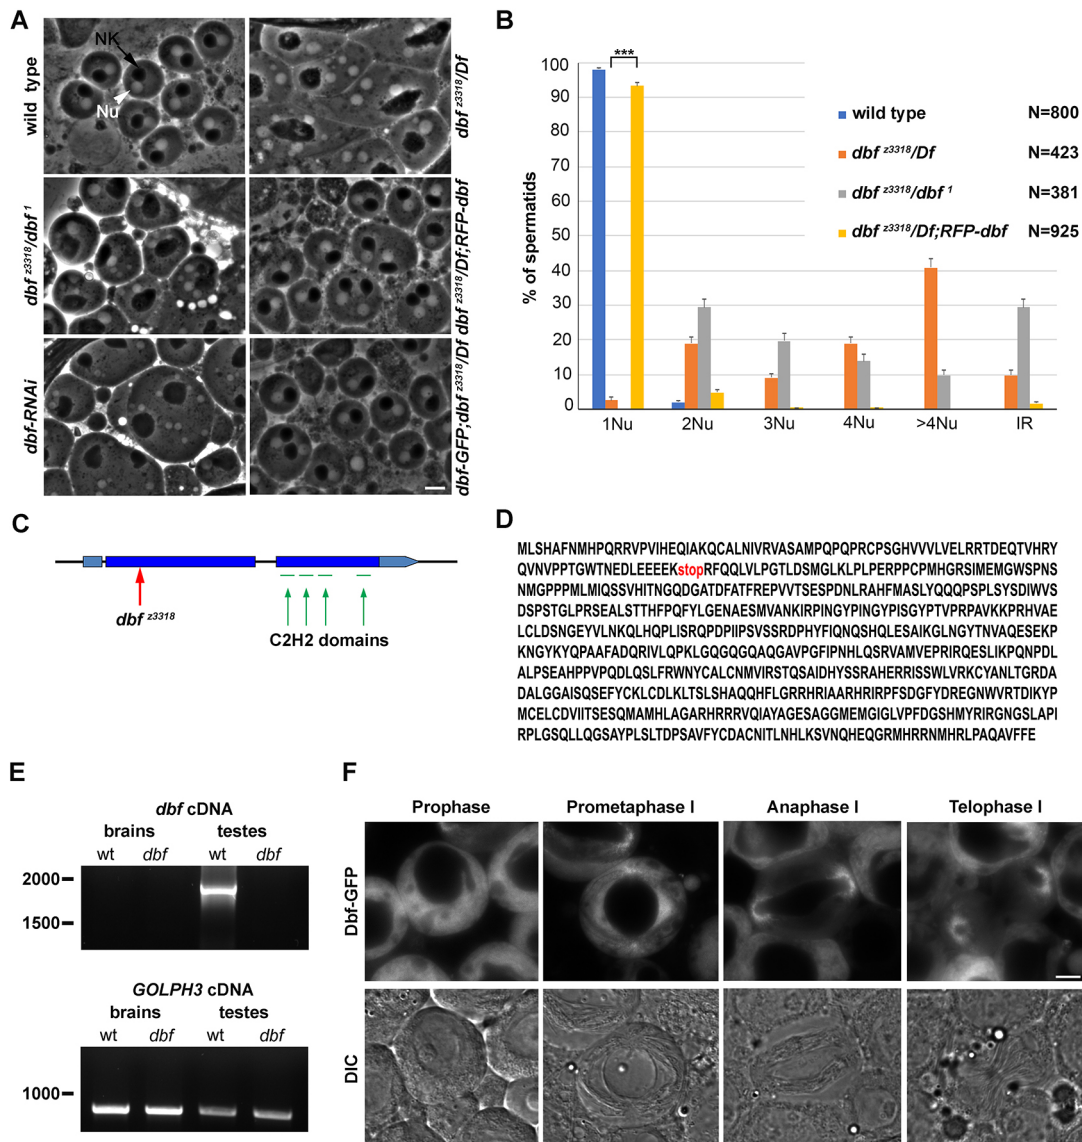 A
wild type
NK
Nu
dbf z3318/Df
dbf z3318/dbf 1
dbf z3318/Df;RFP-dbf
dbf-RNAi
dbf-GFP;dbf z3318/Df
B
% of spermatids
100
90
80
70
60
50
40
30
20
10
0
***
wild type N=800
dbf z3318/Df N=423
dbf z3318/dbf 1 N=381
dbf z3318/Df;RFP-dbf N=925
1Nu 2Nu 3Nu 4Nu >4Nu IR
C
dbf z3318
C2H2 domains
D
MLSHAFNMHPQRRVPVIHEQIAKQCALNIVRVASAMPQPQPRCPSGHVVVLVELRRTDEQTVHRY
QVNVPPTGWTNEDLEEEEKstopRFQQLVLPGTLDSMGLKLPLPERPPCPMHGRSIMEMGWSPNS
NMGPPPMLMIQSSVHITNGQDGATDFATFREPVVTSESPDNLRAHFMASLYQQQPSPLSYSDIWVS
DSPSTGLPRSEALSTTHFPQFYLGENAESMVANKIRPINGYPINGYPISGYPTVPRPAVKKPRHVAE
LCLDSNGEYVLNKQLHQPLISRQPDPIIPSVSSRDPHYFIQNQSHQLESAIKGLNGYTNVAQESEKP
KNGYKYQPAAFADQRIVLQPKLGQGQGQAQGAVPGFIPNHLQSRVAMVEPRIRQESLIKPQNPDL
ALPSEAHPPVPQDLQSLFRWNYCALCNMVIRSTQSAIDHYSSRAHERRISSWLVRKCYANLTGRDA
DALGGAISQSEFYCKLCDLKLTSLSHAQQHFLGRRHRIAARHRIRPFSDGFYDREGNWVRTDIKYP
MCELCDVIITSESQMAMHLAGARHRRRVQIAYAGESAGGMEMGIGLVPFDGSHMYRIRGNGSLAPI
RPLGSQLLQGSAYPLSLTDPSAVFYCDACNITLNHLKSVNQHEQGRMHRRNMHRLPAQAVFFE
E
dbf cDNA
brains testes
wt dbf wt dbf
2000
1500
GOLPH3 cDNA
brains testes
wt dbf wt dbf
1000
F
Prophase Prometaphase I Anaphase I Telophase I
Dbf-GFP
DIC